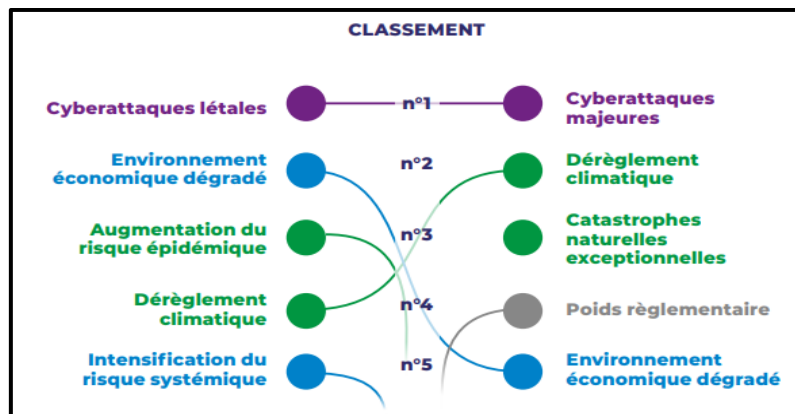 CLASSEMENT
Cyberattaques létales
n°1
Cyberattaques
majeures
Environnement
économique dégradé
n°2
Dérèglement
climatique
Augmentation du
risque épidémique
n°3
Catastrophes
naturelles
exceptionnelles
Dérèglement
climatique
n°4
Poids règlementaire
Intensification du
risque systémique
n°5
Environnement
économique dégradé